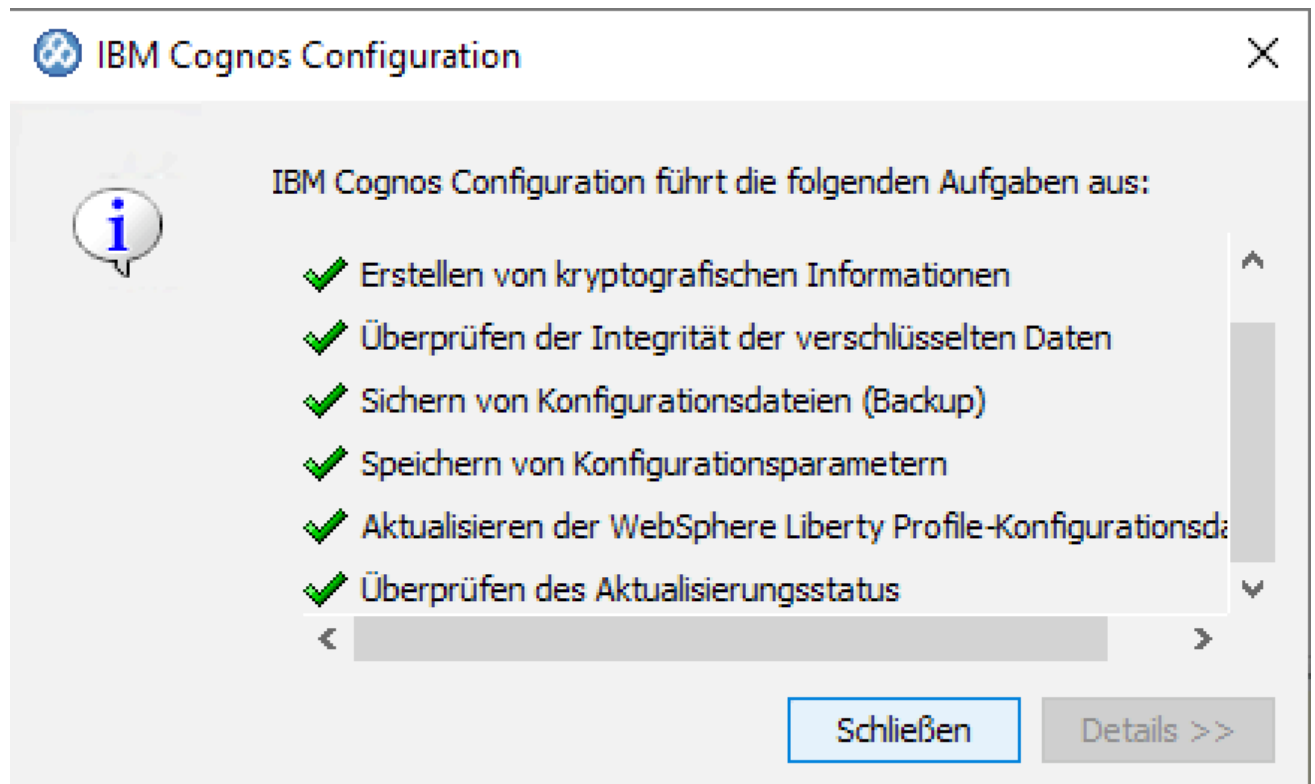 IBM Cognos Configuration
IBM Cognos Configuration führt die folgenden Aufgaben aus:
Erstellen von kryptografischen Informationen
Überprüfen der Integrität der verschlüsselten Daten
Sichern von Konfigurationsdateien (Backup)
Speichern von Konfigurationsparametern
Aktualisieren der WebSphere Liberty Profile-Konfigurationsda
Überprüfen des Aktualisierungsstatus
Schließen
Details >>